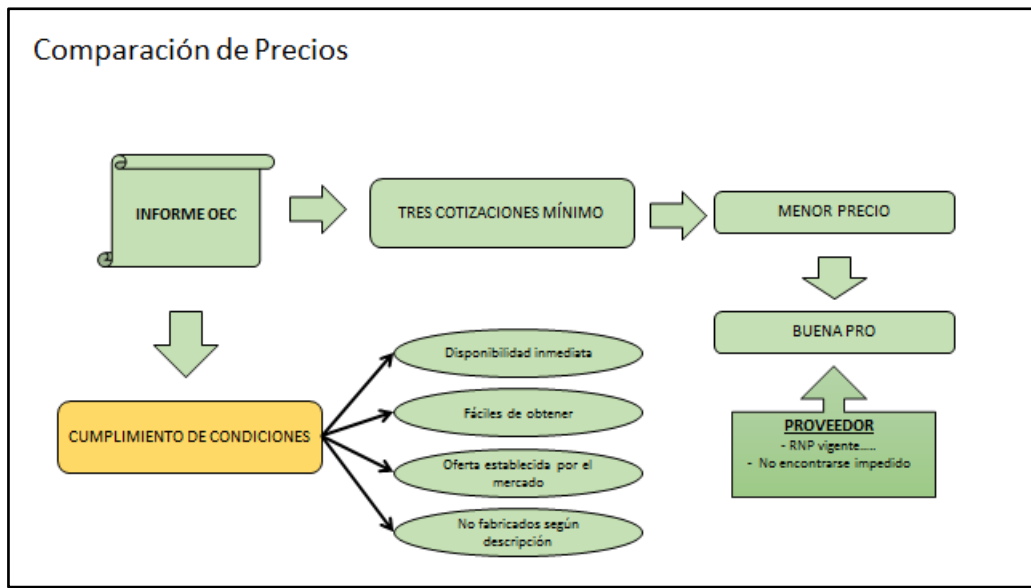 Comparación de Precios
INFORME OEC
TRES COTIZACIONES MÍNIMO
MENOR PRECIO
BUENA PRO
Disponibilidad inmediata
Fáciles de obtener
CUMPLIMIENTO DE CONDICIONES
Oferta establecida por el
mercado
No fabricados según
descripción
PROVEEDOR
- RNP vigente.....
- No encontrarse impedido